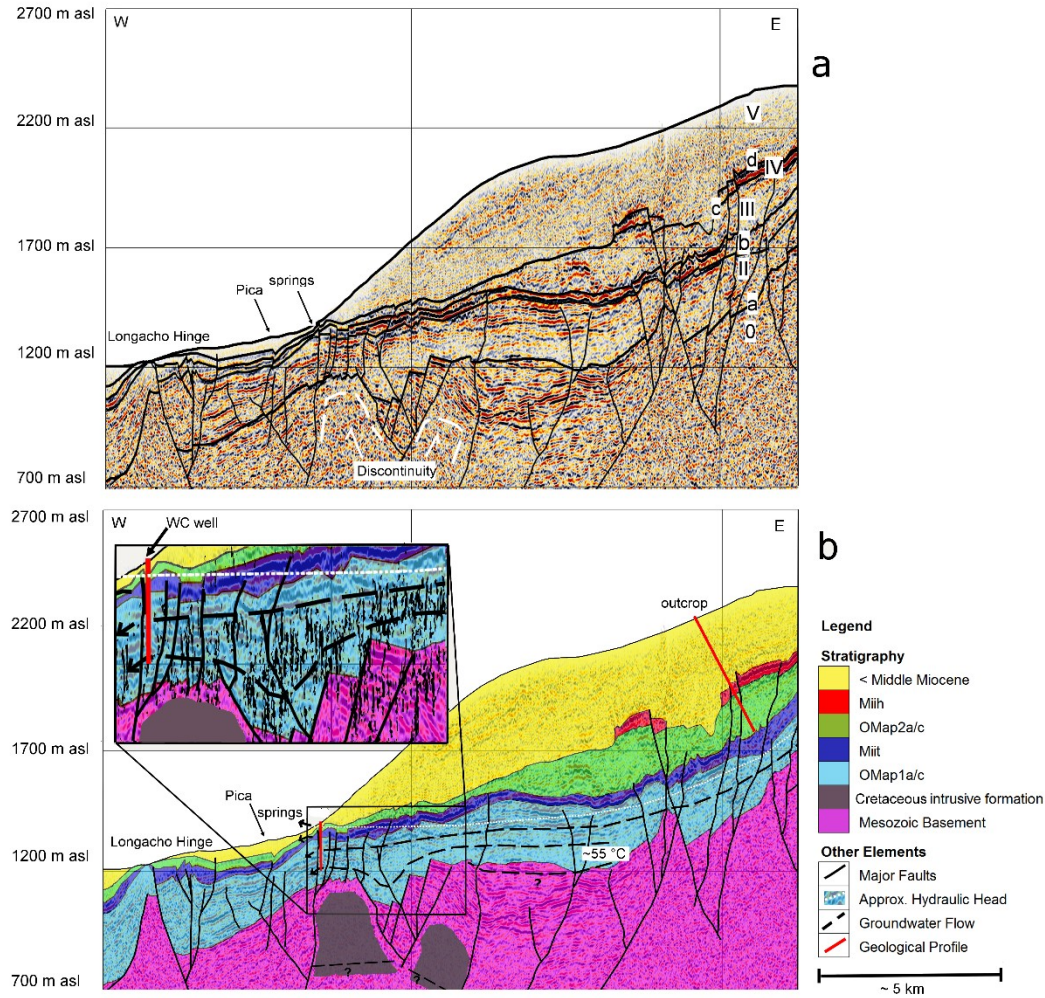 2700 m asl
W
E
a
2200 m asl
V
d
IV
c
III
1700 m asl
b
II
springs
Pica
a
0
Longacho Hinge
1200 m asl
Discontinuity
700 m asl
2700 m asl
W
WC well
E
b
outcrop
2200 m asl
Legend
Stratigraphy
< Middle Miocene
Miih
OMap2a/c
Miit
OMap1a/c
Cretaceous intrusive formation
Mesozoic Basement
Other Elements
Major Faults
Approx. Hydraulic Head
Groundwater Flow
Geological Profile
1700 m asl
Pica
springs
Longacho Hinge
~55 °C
1200 m asl
?
?
?
700 m asl
~ 5 km